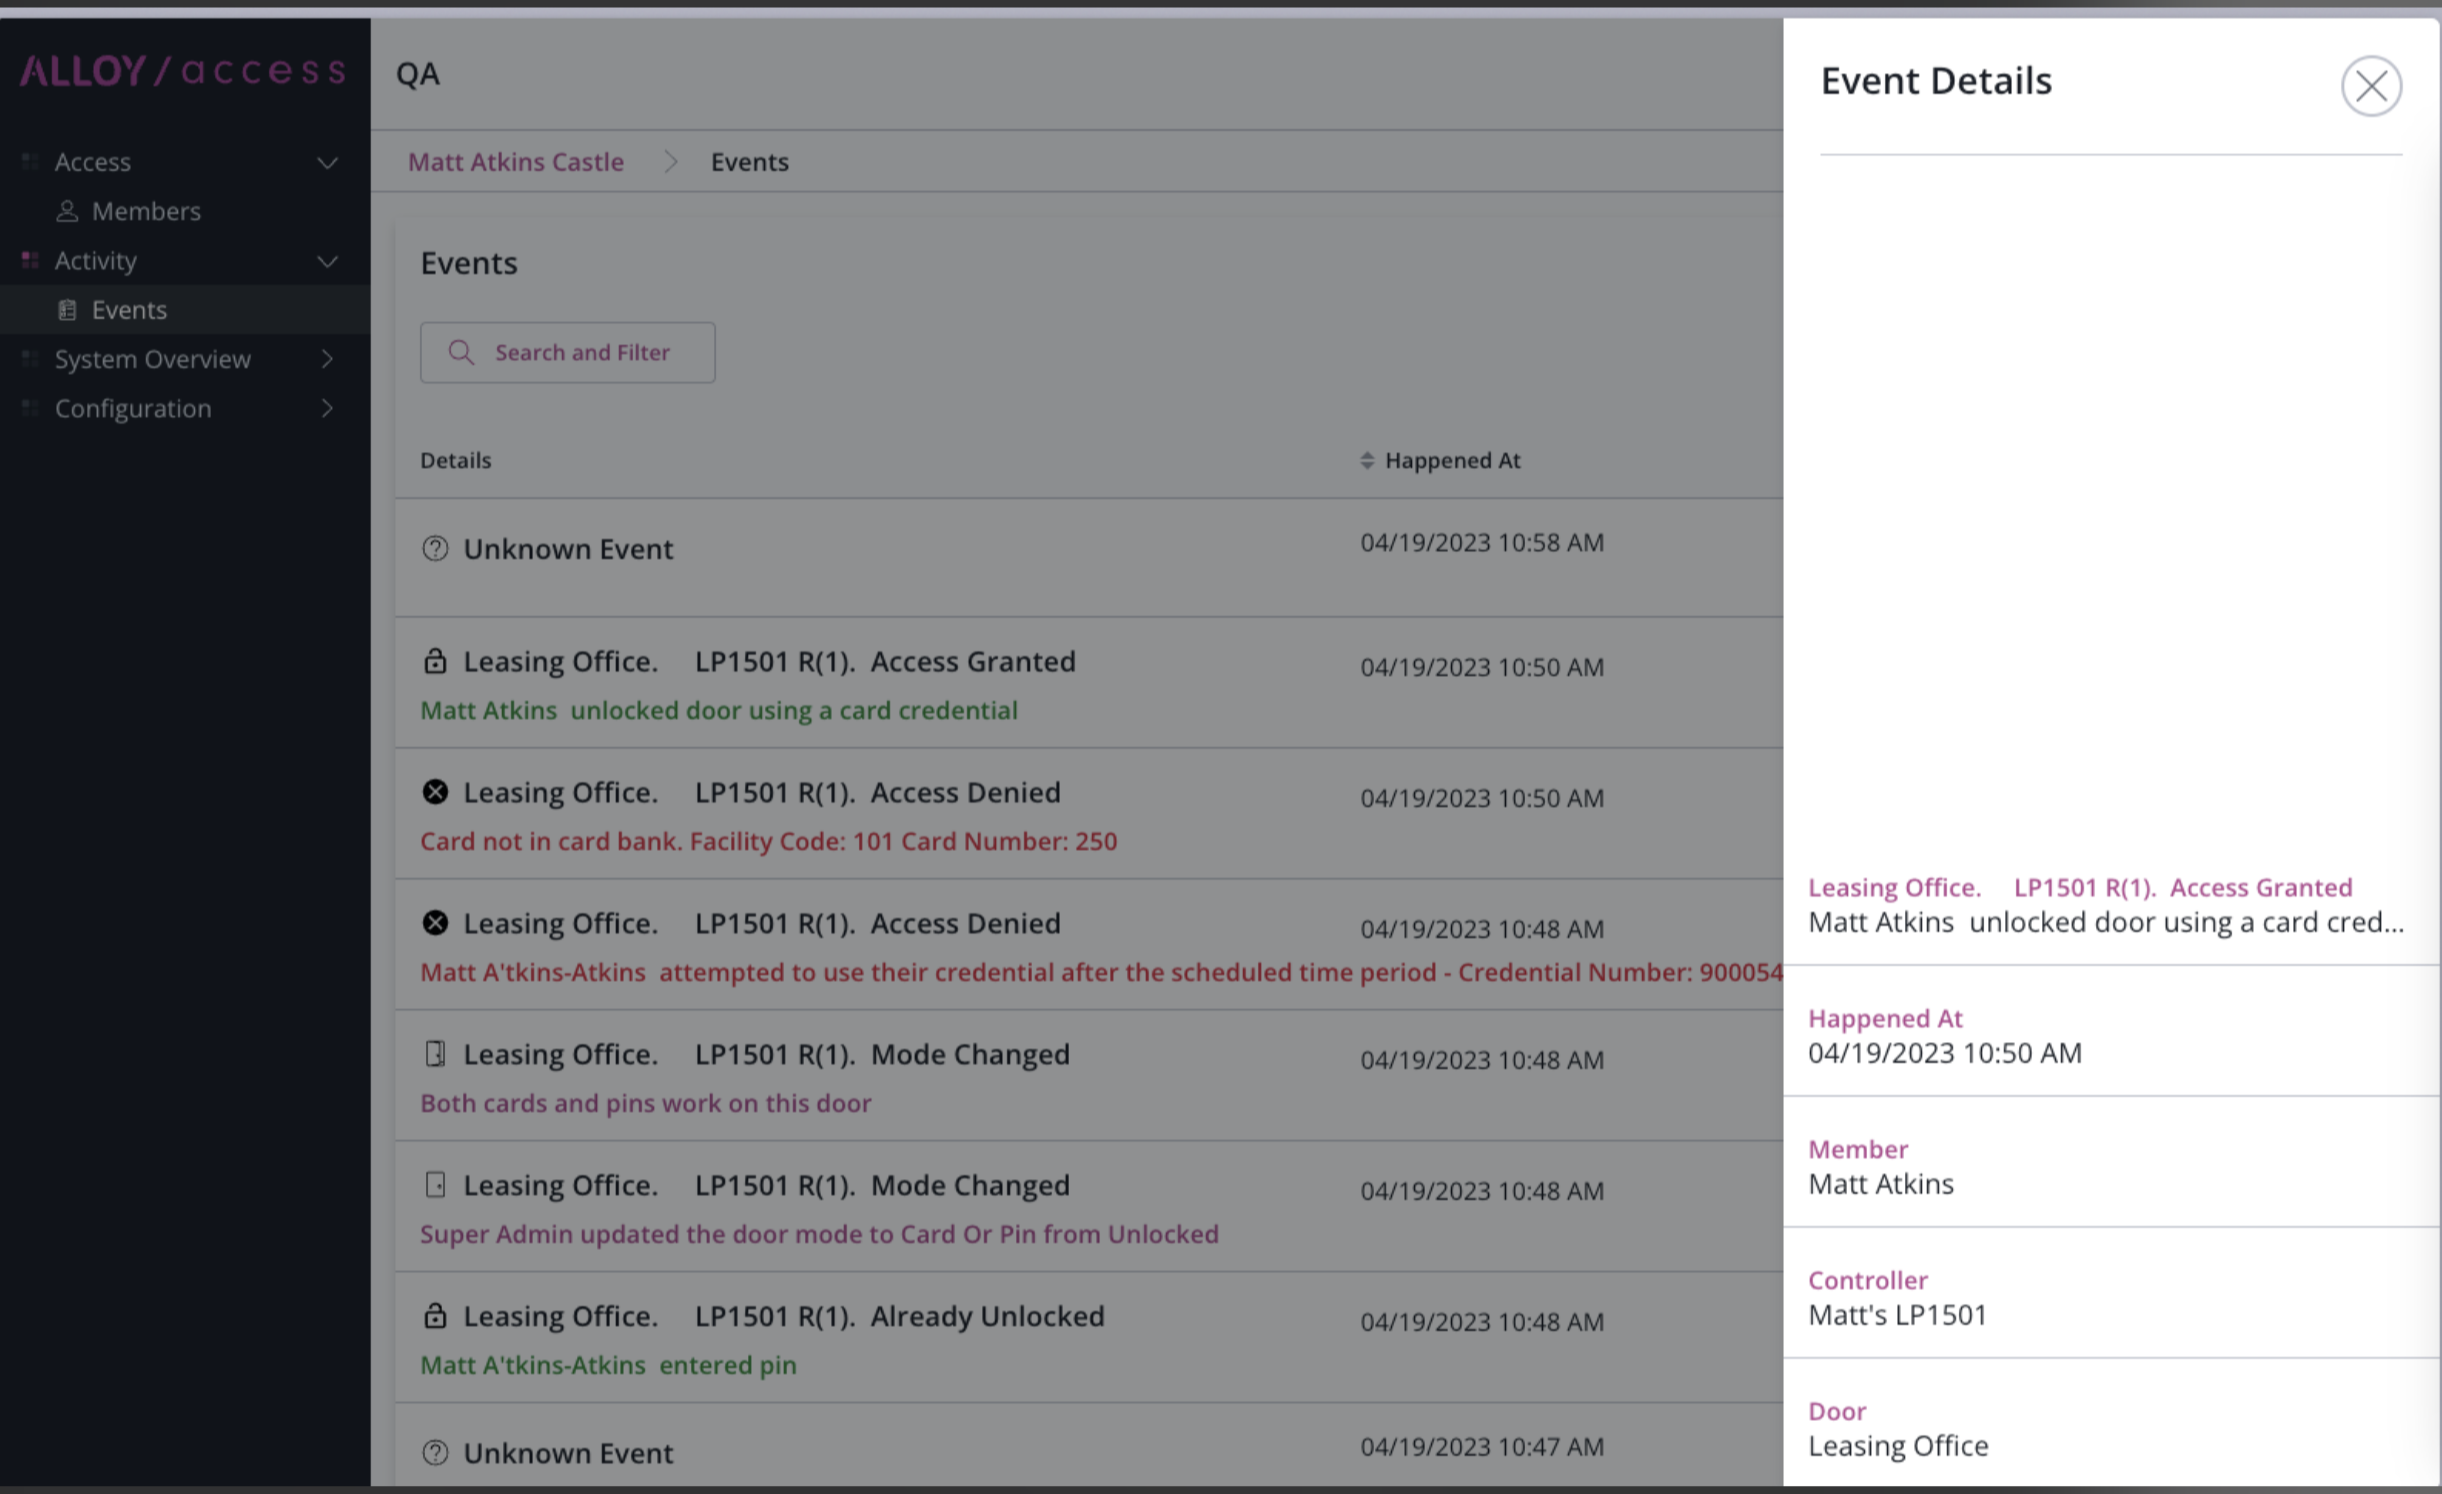 ALLOY/access
Access
Members
Activity
Events
System Overview
Configuration
QA
Matt Atkins Castle
Events
Events
Search and Filter
Details
Happened At
Unknown Event
04/19/2023 10:58 AM
Leasing Office. LP1501 R(1). Access Granted
04/19/2023 10:50 AM
Matt Atkins unlocked door using a card credential
Leasing Office. LP1501 R(1). Access Denied
04/19/2023 10:50 AM
Card not in card bank. Facility Code: 101 Card Number: 250
Leasing Office. LP1501 R(1). Access Denied
04/19/2023 10:48 AM
Matt A'tkins-Atkins attempted to use their credential after the scheduled time period - Credential Number: 900054
Leasing Office. LP1501 R(1). Mode Changed
04/19/2023 10:48 AM
Both cards and pins work on this door
Leasing Office. LP1501 R(1). Mode Changed
04/19/2023 10:48 AM
Super Admin updated the door mode to Card Or Pin from Unlocked
Leasing Office. LP1501 R(1). Already Unlocked
04/19/2023 10:48 AM
Matt A'tkins-Atkins entered pin
Unknown Event
04/19/2023 10:47 AM
Event Details
Leasing Office. LP1501 R(1). Access Granted
Matt Atkins unlocked door using a card cred...
Happened At
04/19/2023 10:50 AM
Member
Matt Atkins
Controller
Matt's LP1501
Door
Leasing Office